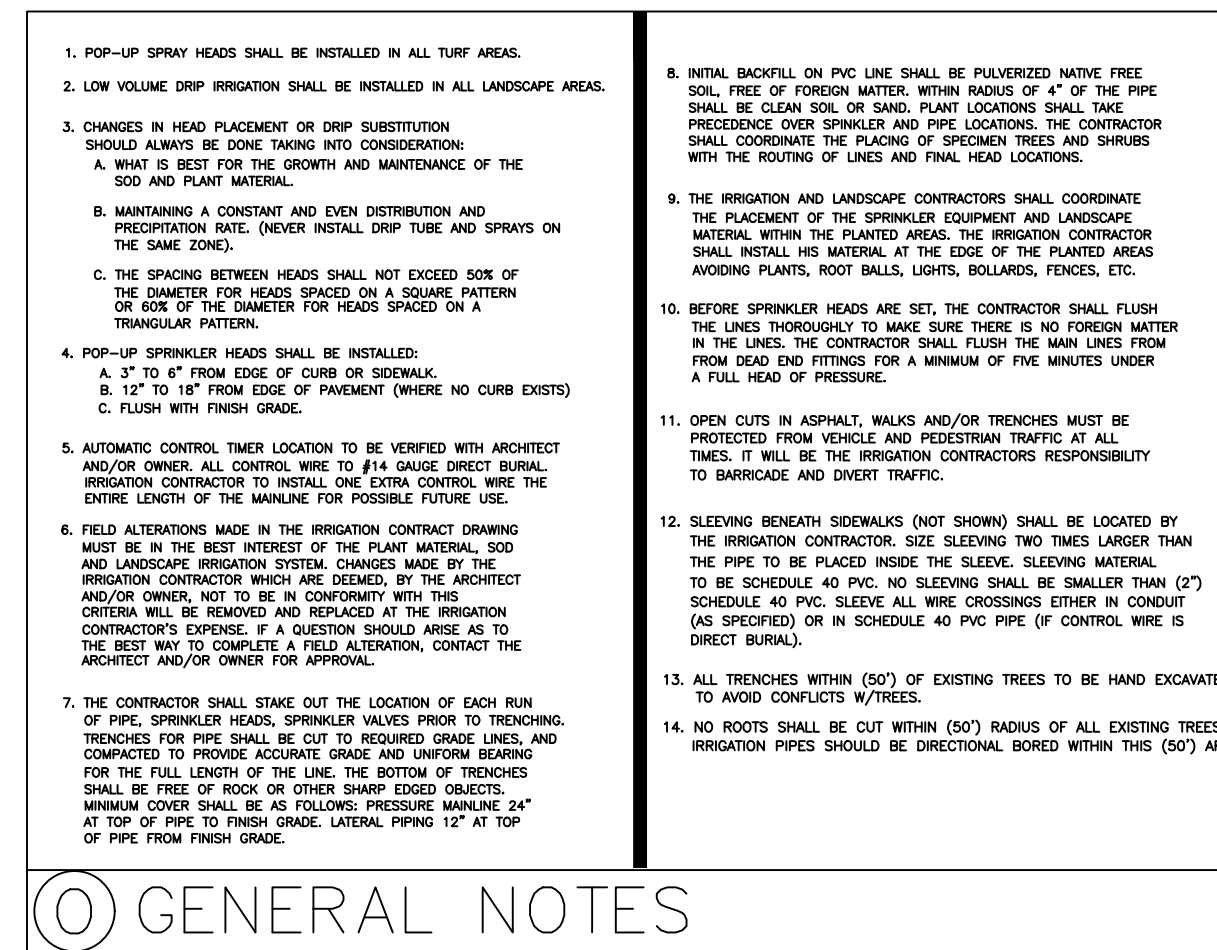 1. POP-UP SPRAY HEADS SHALL BE INSTALLED IN ALL TURF AREAS.
2. LOW VOLUME DRIP IRRIGATION SHALL BE INSTALLED IN ALL LANDSCAPE AREAS.
3. CHANGES IN HEAD PLACEMENT OR DRIP SUBSTITUTION
SHOULD ALWAYS BE DONE TAKING INTO CONSIDERATION:
A. WHAT IS BEST FOR THE GROWTH AND MAINTENANCE OF THE
SOD AND PLANT MATERIAL.
B. MAINTAINING A CONSTANT AND EVEN DISTRIBUTION AND
PRECIPITATION RATE. (NEVER INSTALL DRIP TUBE AND SPRAYS ON
THE SAME ZONE).
C. THE SPACING BETWEEN HEADS SHALL NOT EXCEED 50% OF
THE DIAMETER FOR HEADS SPACED ON A SQUARE PATTERN
OR 60% OF THE DIAMETER FOR HEADS SPACED ON A
TRIANGULAR PATTERN.
4. POP-UP SPRINKLER HEADS SHALL BE INSTALLED:
A. 3" TO 6" FROM EDGE OF CURB OR SIDEWALK.
B. 12" TO 18" FROM EDGE OF PAVEMENT (WHERE NO CURB EXISTS)
C. FLUSH WITH FINISH GRADE.
5. AUTOMATIC CONTROL TIMER LOCATION TO BE VERIFIED WITH ARCHITECT
AND/OR OWNER. ALL CONTROL WIRE TO #14 GAUGE DIRECT BURIAL.
IRRIGATION CONTRACTOR TO INSTALL ONE EXTRA CONTROL WIRE THE
ENTIRE LENGTH OF THE MAINLINE FOR POSSIBLE FUTURE USE.
6. FIELD ALTERATIONS MADE IN THE IRRIGATION CONTRACT DRAWING
MUST BE IN THE BEST INTEREST OF THE PLANT MATERIAL, SOD
AND LANDSCAPE IRRIGATION SYSTEM. CHANGES MADE BY THE
IRRIGATION CONTRACTOR WHICH ARE DEEMED, BY THE ARCHITECT
AND/OR OWNER, NOT TO BE IN CONFORMITY WITH THIS
CRITERIA WILL BE REMOVED AND REPLACED AT THE IRRIGATION
CONTRACTOR'S EXPENSE. IF A QUESTION SHOULD ARISE AS TO
THE BEST WAY TO COMPLETE A FIELD ALTERATION, CONTACT THE
ARCHITECT AND/OR OWNER FOR APPROVAL.
7. THE CONTRACTOR SHALL STAKE OUT THE LOCATION OF EACH RUN
OF PIPE, SPRINKLER HEADS, SPRINKLER VALVES PRIOR TO TRENCHING.
TRENCHES FOR PIPE SHALL BE CUT TO REQUIRED GRADE LINES, AND
COMPACTED TO PROVIDE ACCURATE GRADE AND UNIFORM BEARING
FOR THE FULL LENGTH OF THE LINE. THE BOTTOM OF TRENCHES
SHALL BE FREE OF ROCK OR OTHER SHARP EDGED OBJECTS.
MINIMUM COVER SHALL BE AS FOLLOWS: PRESSURE MAINLINE 24"
AT TOP OF PIPE TO FINISH GRADE. LATERAL PIPING 12" AT TOP
OF PIPE FROM FINISH GRADE.
8. INITIAL BACKFILL ON PVC LINE SHALL BE PULVERIZED NATIVE FREE
SOIL, FREE OF FOREIGN MATTER. WITHIN RADIUS OF 4" OF THE PIPE
SHALL BE CLEAN SOIL OR SAND. PLANT LOCATIONS SHALL TAKE
PRECEDENCE OVER SPINKLER AND PIPE LOCATIONS. THE CONTRACTOR
SHALL COORDINATE THE PLACING OF SPECIMEN TREES AND SHRUBS
WITH THE ROUTING OF LINES AND FINAL HEAD LOCATIONS.
9. THE IRRIGATION AND LANDSCAPE CONTRACTORS SHALL COORDINATE
THE PLACEMENT OF THE SPRINKLER EQUIPMENT AND LANDSCAPE
MATERIAL WITHIN THE PLANTED AREAS. THE IRRIGATION CONTRACTOR
SHALL INSTALL HIS MATERIAL AT THE EDGE OF THE PLANTED AREAS
AVOIDING PLANTS, ROOT BALLS, LIGHTS, BOLLARDS, FENCES, ETC.
10. BEFORE SPRINKLER HEADS ARE SET, THE CONTRACTOR SHALL FLUSH
THE LINES THOROUGHLY TO MAKE SURE THERE IS NO FOREIGN MATTER
IN THE LINES. THE CONTRACTOR SHALL FLUSH THE MAIN LINES FROM
FROM DEAD END FITTINGS FOR A MINIMUM OF FIVE MINUTES UNDER
A FULL HEAD OF PRESSURE.
11. OPEN CUTS IN ASPHALT, WALKS AND/OR TRENCHES MUST BE
PROTECTED FROM VEHICLE AND PEDESTRIAN TRAFFIC AT ALL
TIMES. IT WILL BE THE IRRIGATION CONTRACTORS RESPONSIBILITY
TO BARRICADE AND DIVERT TRAFFIC.
12. SLEEVING BENEATH SIDEWALKS (NOT SHOWN) SHALL BE LOCATED BY
THE IRRIGATION CONTRACTOR. SIZE SLEEVING TWO TIMES LARGER THAN
THE PIPE TO BE PLACED INSIDE THE SLEEVE. SLEEVING MATERIAL
TO BE SCHEDULE 40 PVC. NO SLEEVING SHALL BE SMALLER THAN (2")
SCHEDULE 40 PVC. SLEEVE ALL WIRE CROSSINGS EITHER IN CONDUIT
(AS SPECIFIED) OR IN SCHEDULE 40 PVC PIPE (IF CONTROL WIRE IS
DIRECT BURIAL).
13. ALL TRENCHES WITHIN (50') OF EXISTING TREES TO BE HAND EXCAVATE
TO AVOID CONFLICTS W/TREES.
14. NO ROOTS SHALL BE CUT WITHIN (50') RADIUS OF ALL EXISTING TREES
IRRIGATION PIPES SHOULD BE DIRECTIONAL BORED WITHIN THIS (50')
O GENERAL NOTES